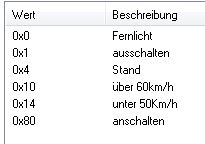 Wert Beschreibung
0x0 Fernlicht
0x1 ausschalten
0x4 Stand
0x10 über 60km/h
0x14 unter 50Km/h
0x80 anschalten